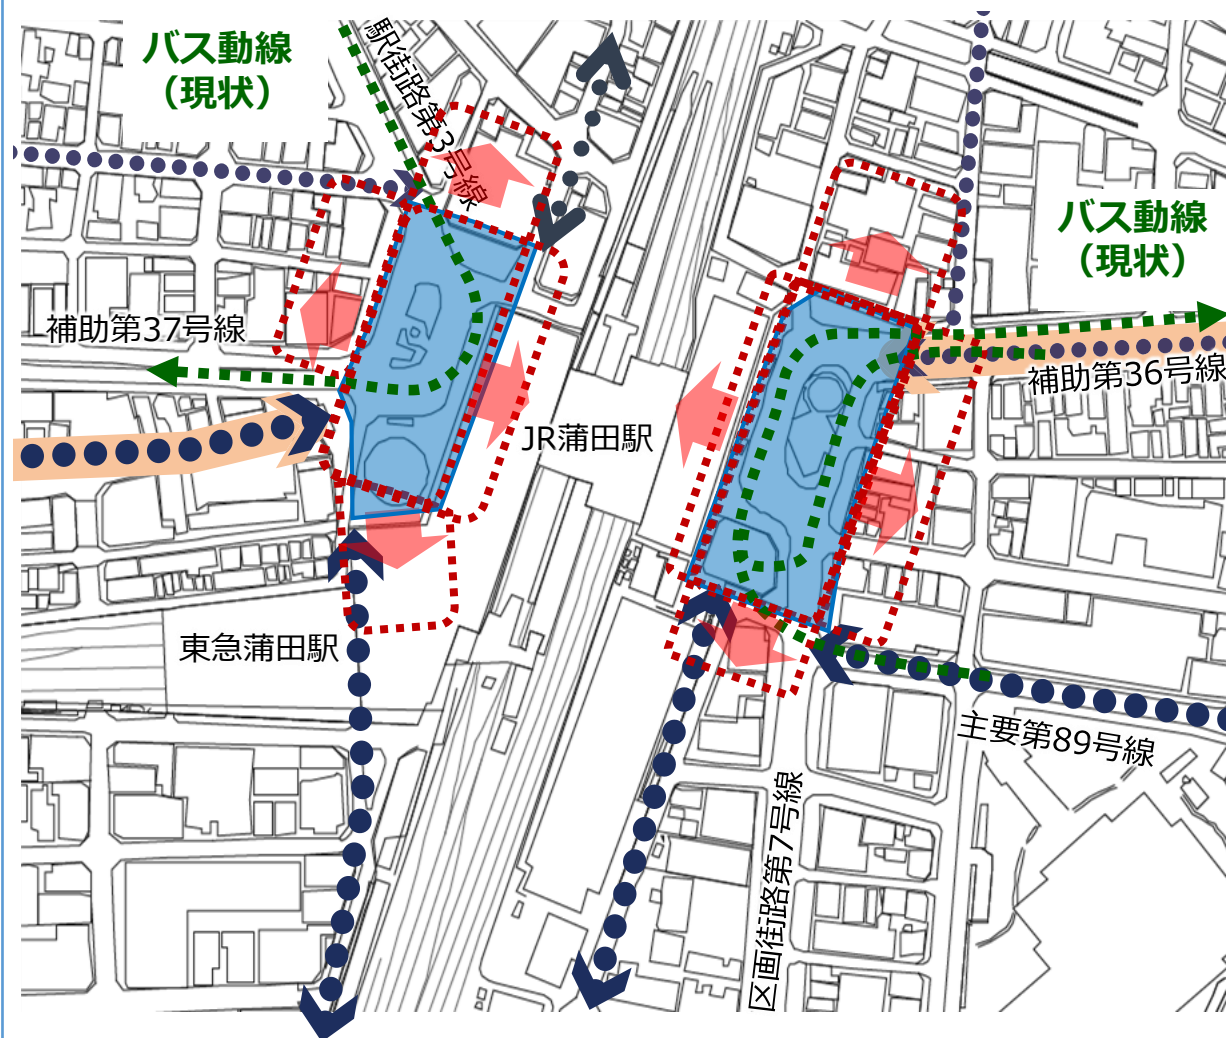 バス動線
（現状）
駅街路第3号線
バス動線
（現状）
補助第37号線
補助第36号線
JR蒲田駅
東急蒲田駅
主要第89号線
区画街路第7号線